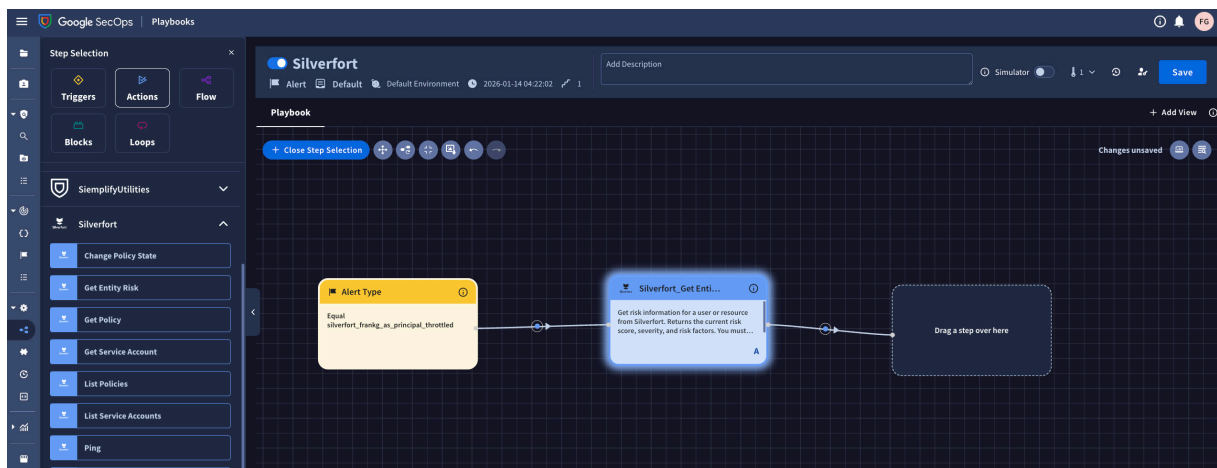 Google SecOps | Playbooks
FG
Step Selection
×
Triggers
Actions
Flow
Blocks
Loops
SiemplifyUtilities
Silverfort
Change Policy State
Get Entity Risk
Get Policy
Get Service Account
List Policies
List Service Accounts
Ping
Silverfort
Alert
Default
Default Environment
2026-01-14 04:22:02
1
Add Description
Simulator
1
Save
Playbook
+ Add View
+ Close Step Selection
Changes unsaved
Alert Type
Equal
silverfort_frankg_as_principal_throttled
Silverfort_Get Enti...
Get risk information for a user or resource
from Silverfort. Returns the current risk
score, severity, and risk factors. You must...
A
Drag a step over here